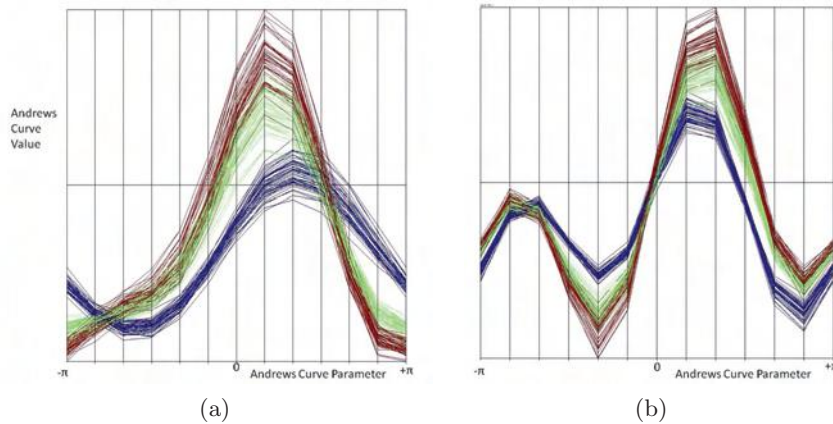 Andrews
Curve
Value
-π
0
+π
Andrews Curve Parameter
(a)
-π
0
+π
Andrews Curve Parameter
(b)